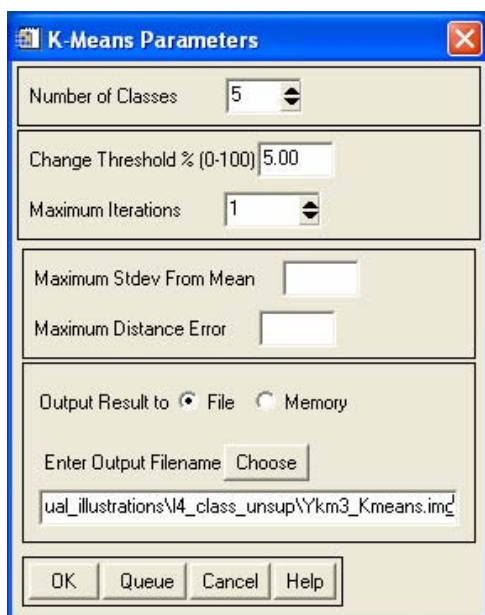 K-Means Parameters
Number of Classes 5
Change Threshold % (0-100) 5.00
Maximum Iterations 1
Maximum Stdev From Mean
Maximum Distance Error
Output Result to File Memory
Enter Output Filename Choose
ual_illustrations\I4_class_unsup\Ykm3_Kmeans.img
OK Queue Cancel Help